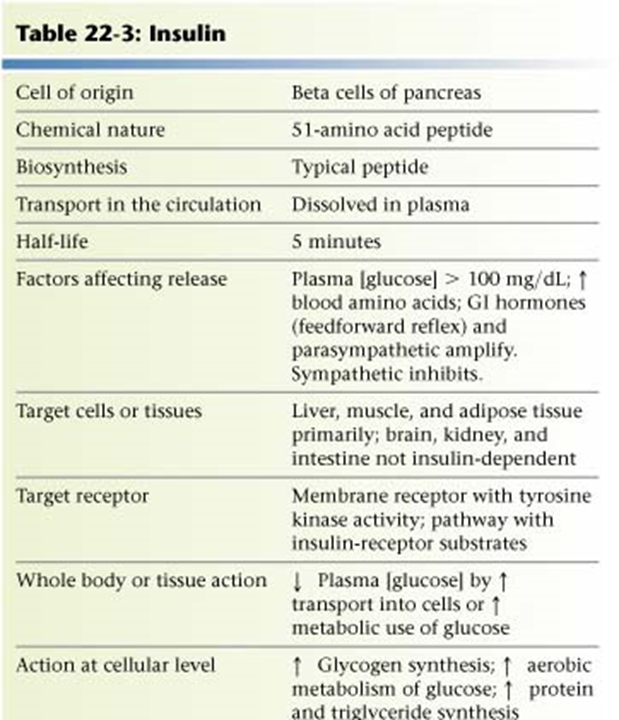 Table 22-3: Insulin
Cell of origin Beta cells of pancreas
Chemical nature 51-amino acid peptide
Biosynthesis Typical peptide
Transport in the circulation Dissolved in plasma
Half-life 5 minutes
Factors affecting release Plasma [glucose] > 100 mg/dL; ↑
blood amino acids; GI hormones
(feedforward reflex) and
parasympathetic amplify.
Sympathetic inhibits.
Target cells or tissues Liver, muscle, and adipose tissue
primarily; brain, kidney, and
intestine not insulin-dependent
Target receptor Membrane receptor with tyrosine
kinase activity; pathway with
insulin-receptor substrates
Whole body or tissue action ↓ Plasma [glucose] by ↑
transport into cells or ↑
metabolic use of glucose
Action at cellular level ↑ Glycogen synthesis; ↑ aerobic
metabolism of glucose; ↑ protein
and triglyceride synthesis